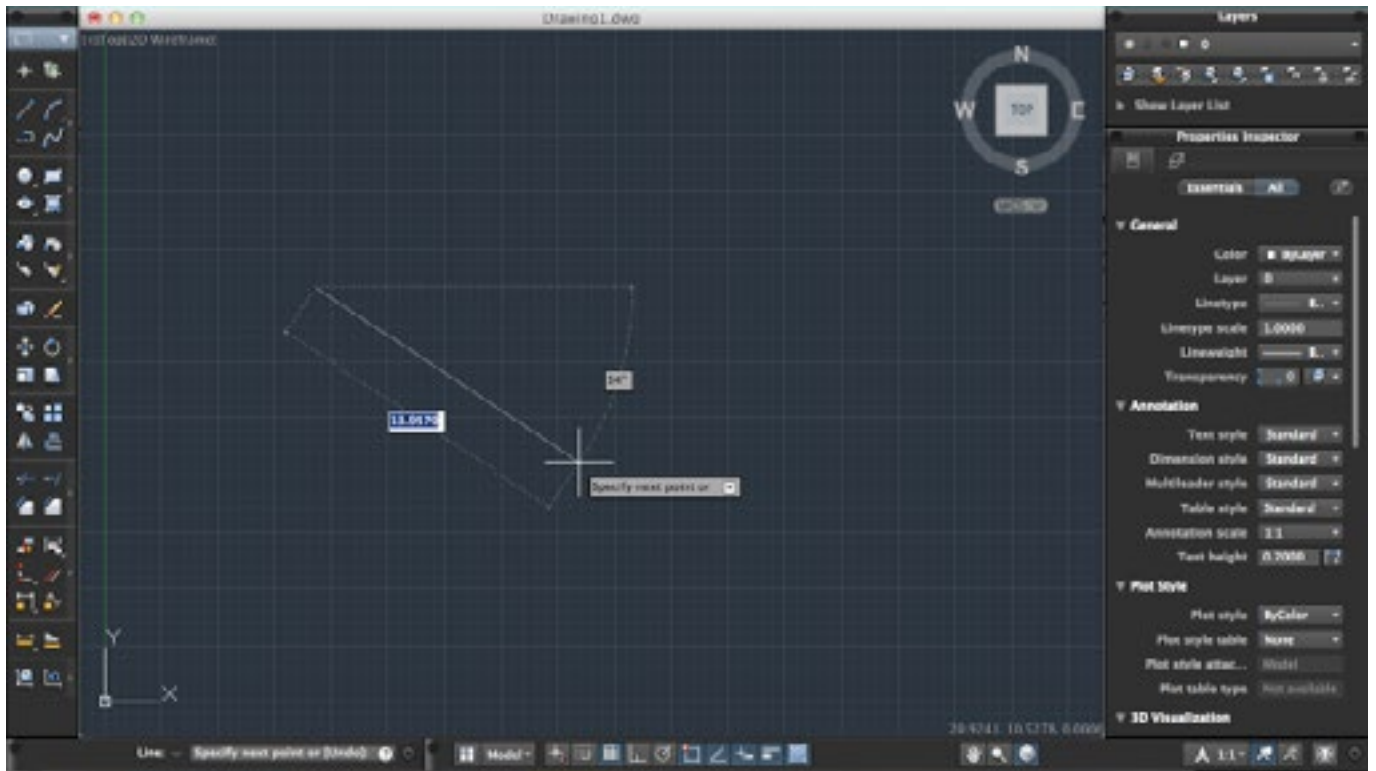 Drawing1.dwg
N
W
TOP
S
Y
X
Specify next point or
Line
Specify next point or [Undo]:
Model
1:1
Layers
0
Show Layer List
Properties Inspector
Essentials
All
General
Color
ByLayer
Layer
0
Linetype
Linetype scale
1.0000
Lineweight
Transparency
0
Annotation
Text style
Standard
Dimension style
Standard
Multileader style
Standard
Table style
Standard
Annotation scale
1:1
Text height
0.2000
Plot Style
Plot style
ByColor
Plot style table
None
Plot style attac...
Model
Plot table type
Not available
3D Visualization